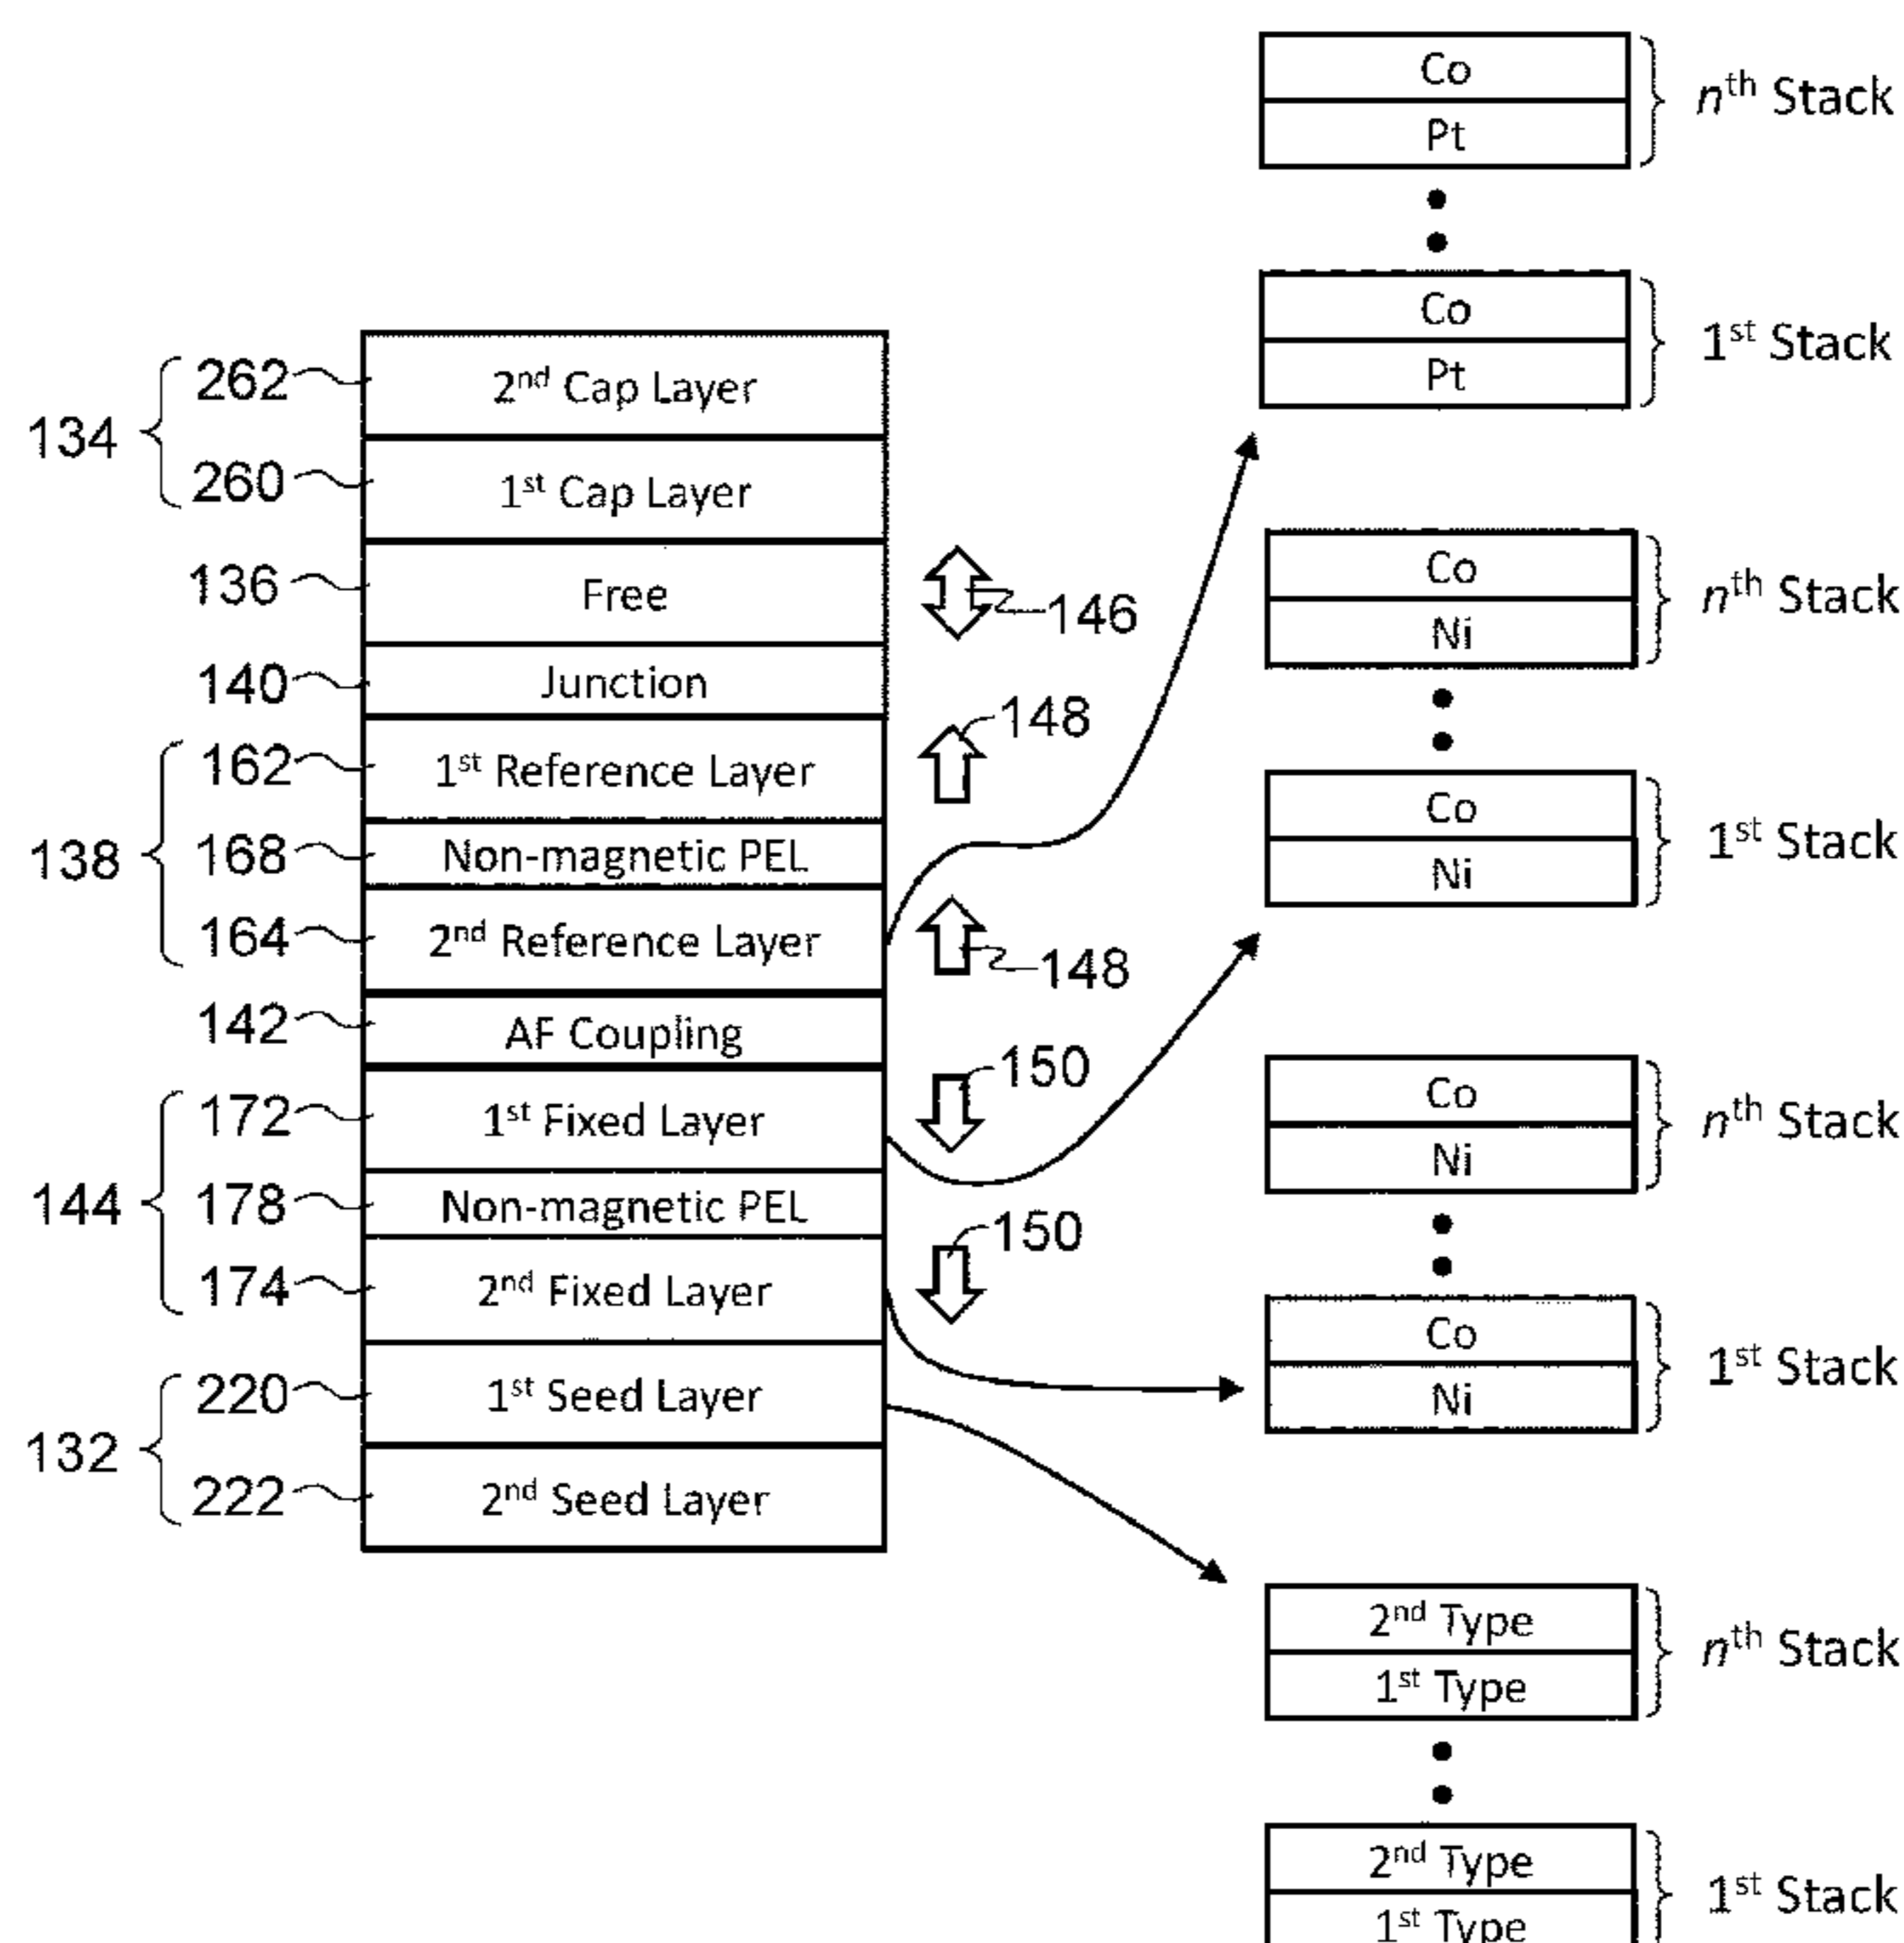 134
262
2nd Cap Layer
260
1st Cap Layer
136
Free
146
140
Junction
138
162
1st Reference Layer
148
168
Non-magnetic PEL
164
2nd Reference Layer
148
142
AF Coupling
144
172
1st Fixed Layer
150
178
Non-magnetic PEL
174
2nd Fixed Layer
150
132
220
1st Seed Layer
222
2nd Seed Layer
Co
Pt
nth Stack
Co
Pt
1st Stack
Co
Ni
nth Stack
Co
Ni
1st Stack
Co
Ni
nth Stack
Co
Ni
1st Stack
2nd Type
1st Type
nth Stack
2nd Type
1st Type
1st Stack